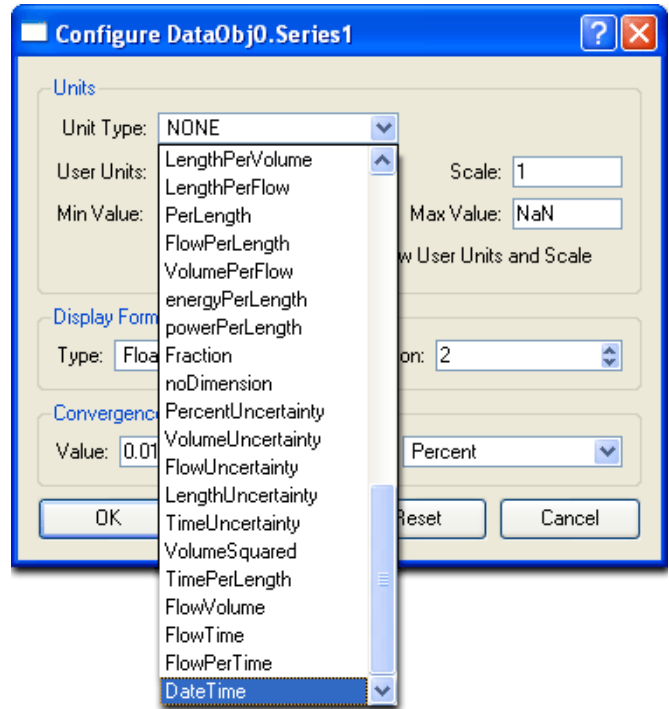 Configure DataObj0.Series1
Units
Unit Type: NONE
User Units: Scale: 1
Min Value: Max Value: NaN
w User Units and Scale
Display Form
Type: Floa on: 2
Convergenc
Value: 0.01 Percent
OK Reset Cancel
LengthPerVolume
LengthPerFlow
PerLength
FlowPerLength
VolumePerFlow
energyPerLength
powerPerLength
Fraction
noDimension
PercentUncertainty
VolumeUncertainty
FlowUncertainty
LengthUncertainty
TimeUncertainty
VolumeSquared
TimePerLength
FlowVolume
FlowTime
FlowPerTime
DateTime